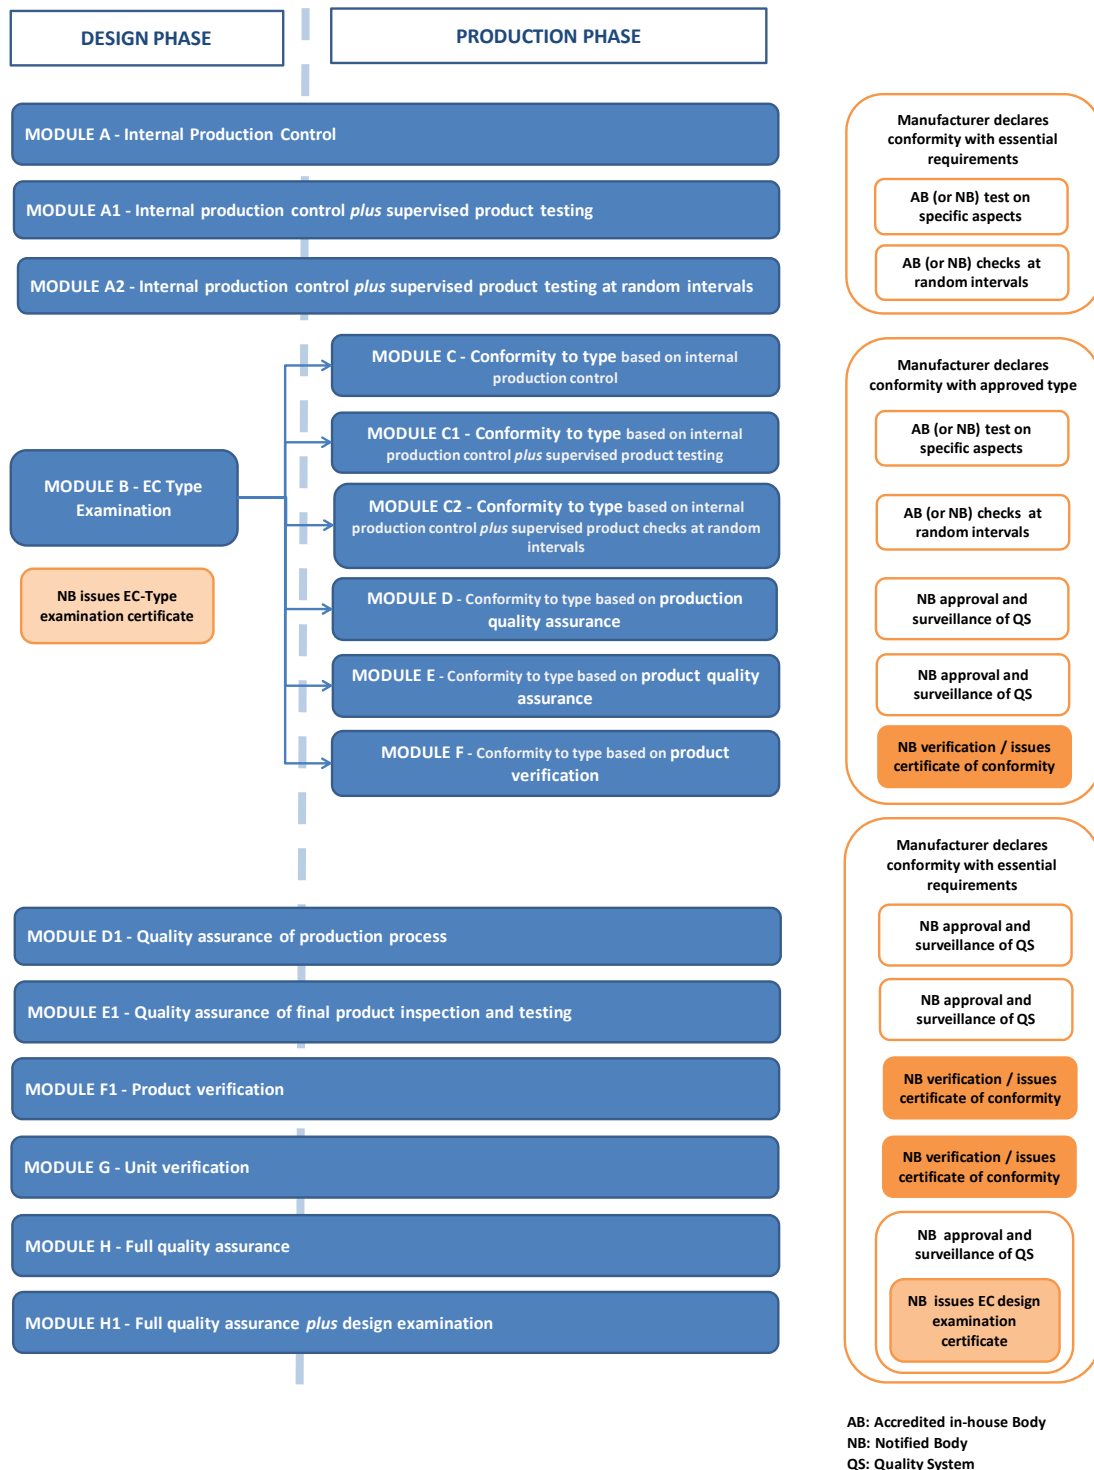 DESIGN PHASE
PRODUCTION PHASE
MODULE A - Internal Production Control
Manufacturer declares
conformity with essential
requirements
MODULE A1 - Internal production control plus supervised product testing
AB (or NB) test on
specific aspects
MODULE A2 - Internal production control plus supervised product testing at random intervals
AB (or NB) checks at
random intervals
MODULE C - Conformity to type based on internal
production control
Manufacturer declares
conformity with approved type
MODULE C1 - Conformity to type based on internal
production control plus supervised product testing
AB (or NB) test on
specific aspects
MODULE B - EC Type
Examination
MODULE C2 - Conformity to type based on internal
production control plus supervised product checks at random
intervals
AB (or NB) checks at
random intervals
NB issues EC-Type
examination certificate
MODULE D - Conformity to type based on production
quality assurance
NB approval and
surveillance of QS
MODULE E - Conformity to type based on product quality
assurance
NB approval and
surveillance of QS
MODULE F - Conformity to type based on product
verification
NB verification / issues
certificate of conformity
Manufacturer declares
conformity with essential
requirements
MODULE D1 - Quality assurance of production process
NB approval and
surveillance of QS
MODULE E1 - Quality assurance of final product inspection and testing
NB approval and
surveillance of QS
MODULE F1 - Product verification
NB verification / issues
certificate of conformity
MODULE G - Unit verification
NB verification / issues
certificate of conformity
MODULE H - Full quality assurance
NB approval and
surveillance of QS
MODULE H1 - Full quality assurance plus design examination
NB issues EC design
examination
certificate
AB: Accredited in-house Body
NB: Notified Body
QS: Quality System